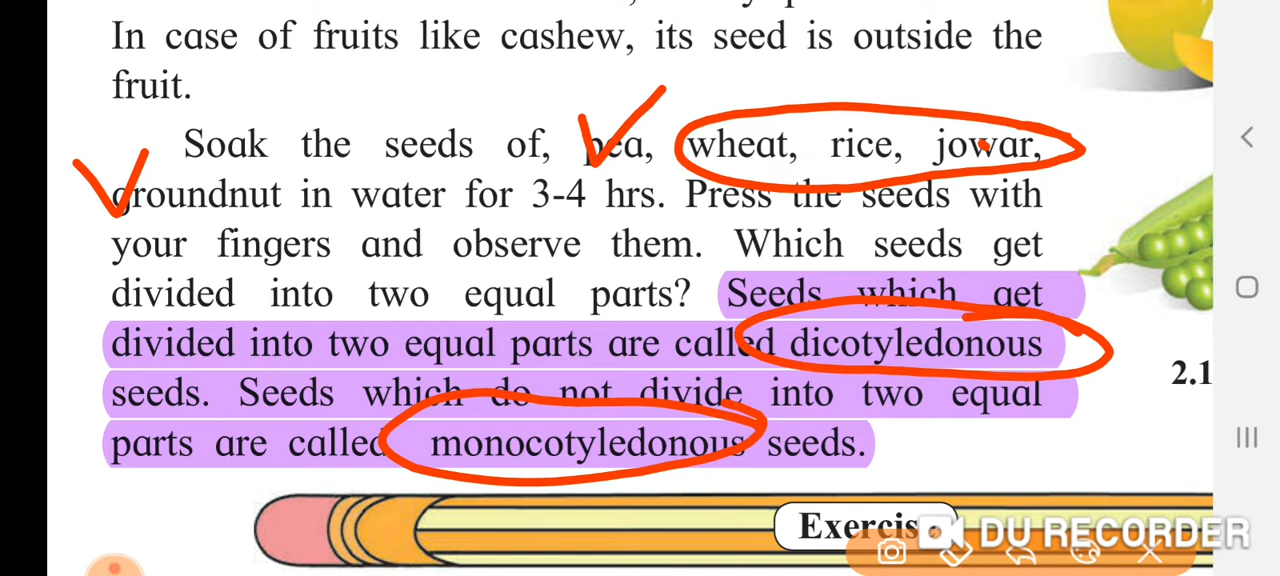 In case of fruits like cashew, its seed is outside the
fruit.
Soak the seeds of, pea, wheat, rice, jowar,
groundnut in water for 3-4 hrs. Press the seeds with
your fingers and observe them. Which seeds get
divided into two equal parts? Seeds which get
divided into two equal parts are called dicotyledonous
seeds. Seeds which do not divide into two equal
parts are called monocotyledonous seeds.
2.1
DU RECORDER